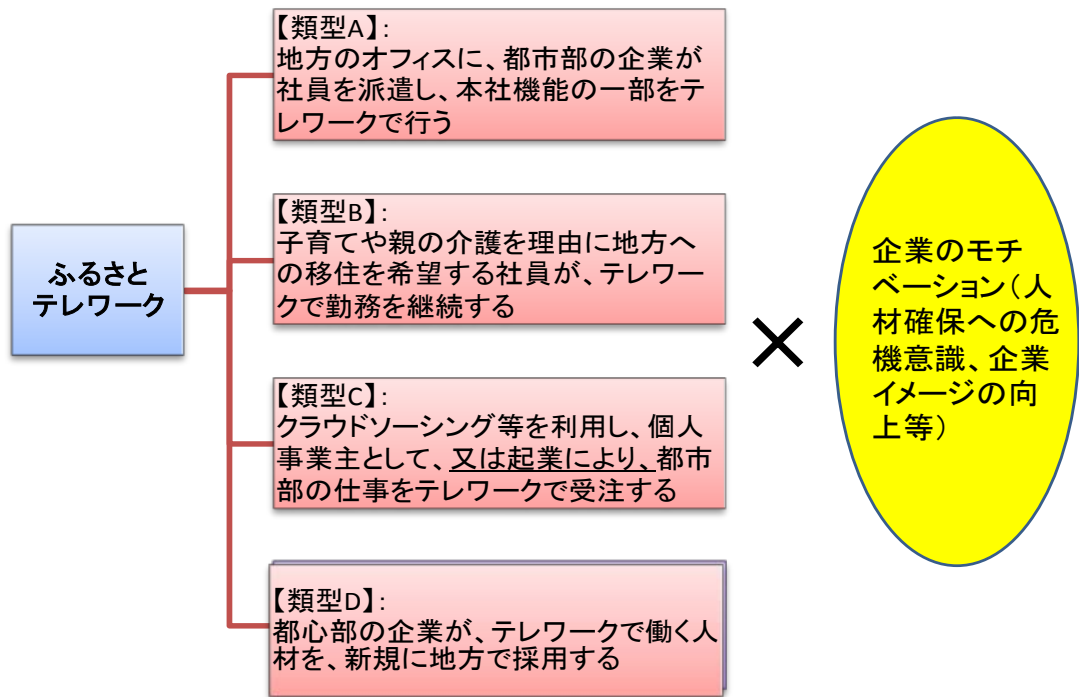 【類型A】：
地方のオフィスに、都市部の企業が
社員を派遣し、本社機能の一部をテ
レワークで行う
【類型B】：
子育てや親の介護を理由に地方へ
の移住を希望する社員が、テレワー
クで勤務を継続する
ふるさと
テレワーク
【類型C】：
クラウドソーシング等を利用し、個人
事業主として、又は起業により、都市
部の仕事をテレワークで受注する
【類型D】：
都心部の企業が、テレワークで働く人
材を、新規に地方で採用する
×
企業のモチ
ベーション（人
材確保への危
機意識、企業
イメージの向
上等）